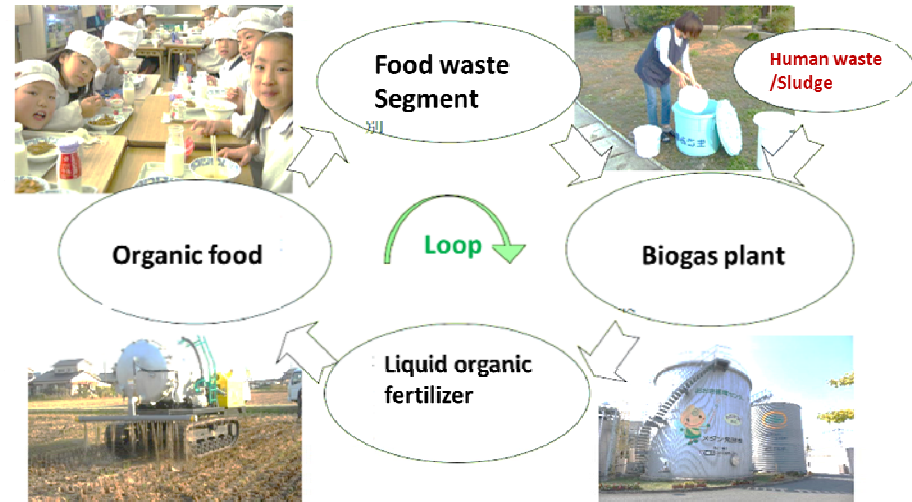 Food waste
Segment
Human waste
/Sludge
Organic food
Loop
Biogas plant
Liquid organic
fertilizer